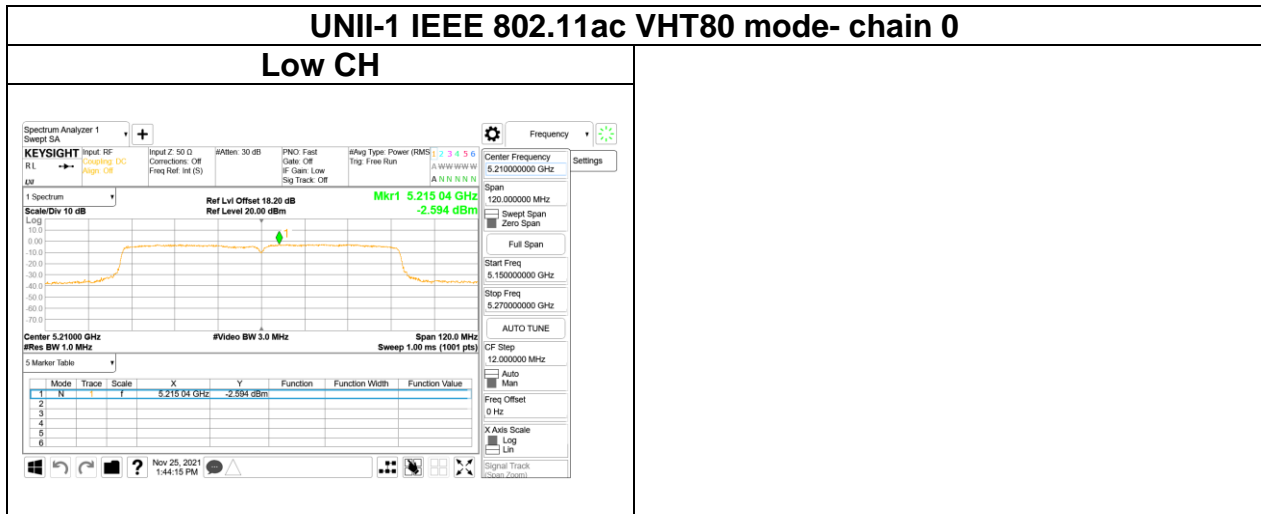 UNII-1 IEEE 802.11ac VHT80 mode- chain 0
Low CH
Spectrum Analyzer 1
Swept SA
Frequency
KEYSIGHT
RL
Input: RF
Coupling: DC
Align: Off
Input Z: 50 Ω
Corrections: Off
Freq Ref: Int (S)
#Atten: 30 dB
PNO: Fast
Gate: Off
IF Gain: Low
Sig Track: Off
#Avg Type: Power (RMS
Trig: Free Run
1 2 3 4 5 6
A W W W W W
A N N N N N
Settings
1 Spectrum
Scale/Div 10 dB
Ref Lvl Offset 18.20 dB
Ref Level 20.00 dBm
Mkr1 5.215 04 GHz
-2.594 dBm
Log
10.0
0.00
-10.0
-20.0
-30.0
-40.0
-50.0
-60.0
-70.0
1
Center 5.21000 GHz
#Res BW 1.0 MHz
#Video BW 3.0 MHz
Span 120.0 MHz
Sweep 1.00 ms (1001 pts)
5 Marker Table
Mode Trace Scale X Y Function Function Width Function Value
1 N 1 f 5.215 04 GHz -2.594 dBm
2
3
4
5
6
Nov 25, 2021
1:44:15 PM
Center Frequency
5.210000000 GHz
Span
120.000000 MHz
Swept Span
Zero Span
Full Span
Start Freq
5.150000000 GHz
Stop Freq
5.270000000 GHz
AUTO TUNE
CF Step
12.000000 MHz
Auto
Man
Freq Offset
0 Hz
X Axis Scale
Log
Lin
Signal Track
(Span Zoom)